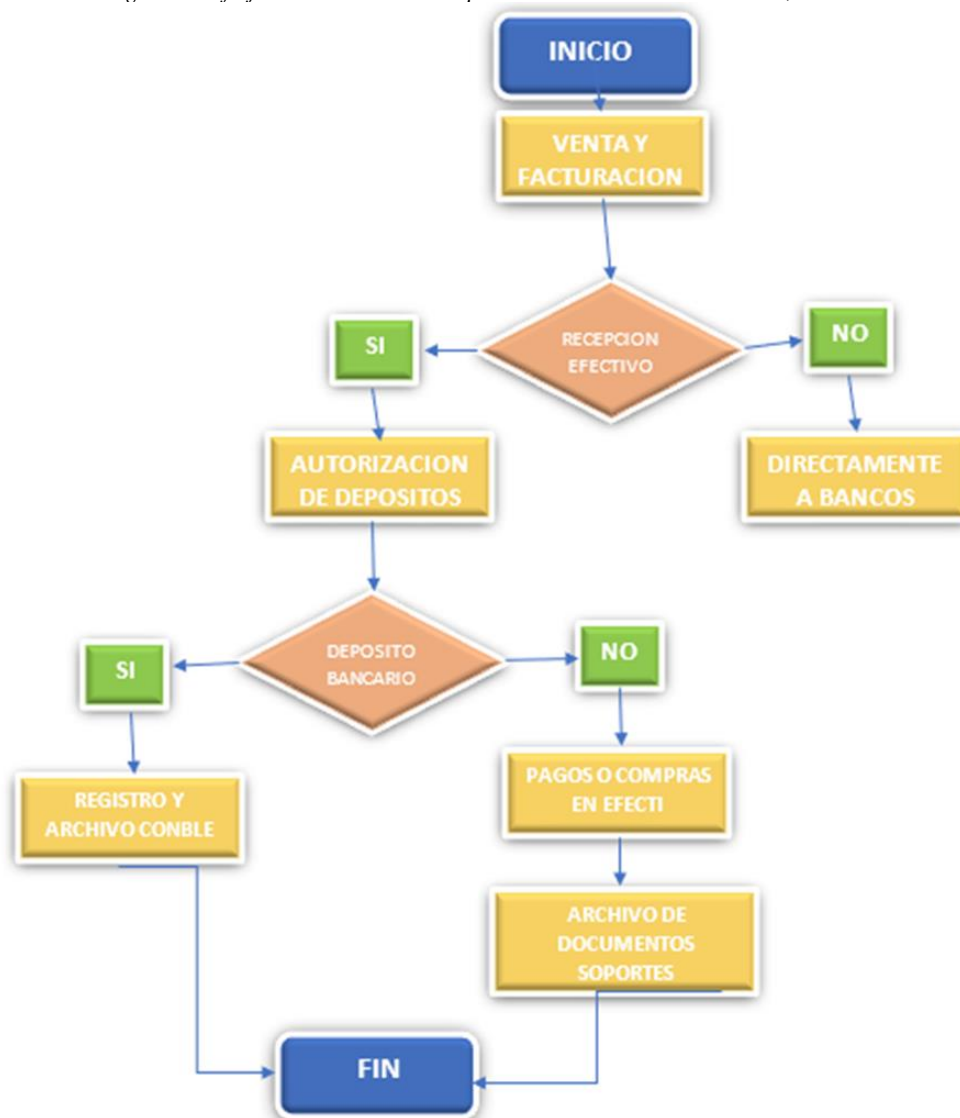 INICIO
VENTA Y
FACTURACION
RECEPCION
EFECTIVO
SI
NO
AUTORIZACION
DE DEPOSITOS
DIRECTAMENTE
A BANCOS
DEPOSITO
BANCARIO
SI
NO
REGISTRO Y
ARCHIVO CONBLE
PAGOS O COMPRAS
EN EFECTI
ARCHIVO DE
DOCUMENTOS
SOPORTES
FIN